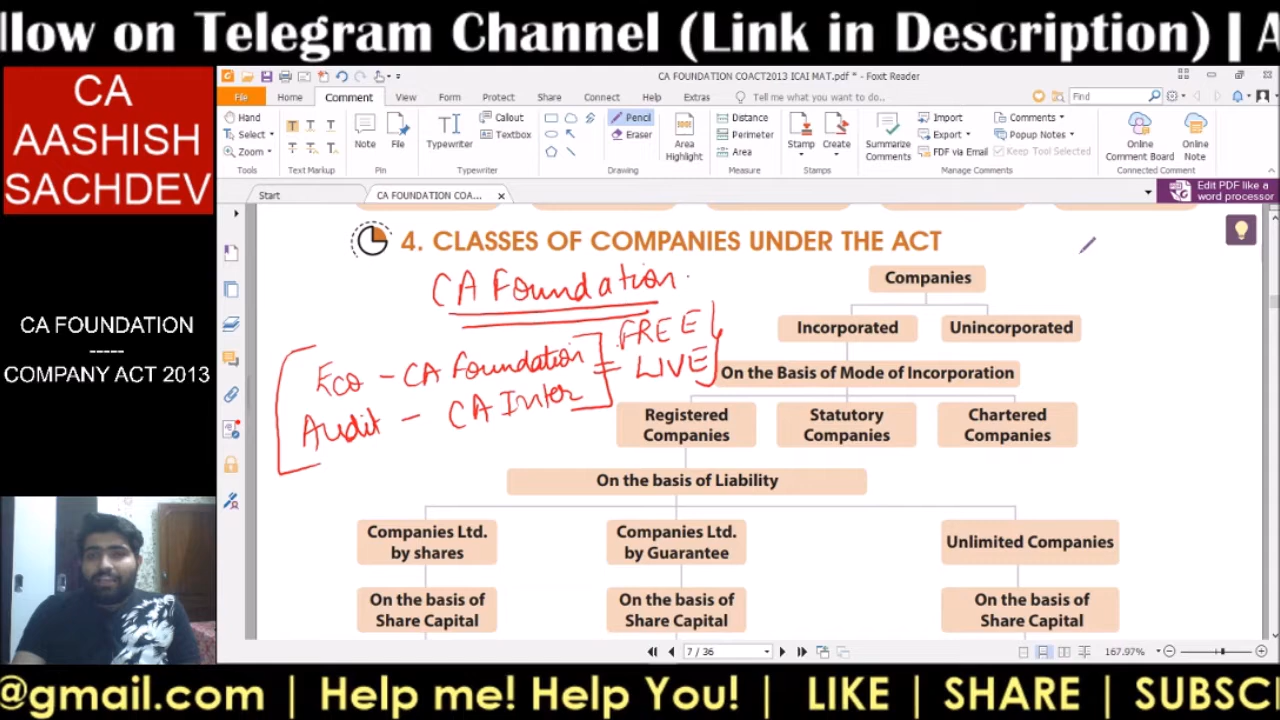 llow on Telegram Channel (Link in Description) | A
CA
AASHISH
SACHDEV
CA FOUNDATION
-----
COMPANY ACT 2013
CA FOUNDATION COACT2013 ICAI MAT.pdf * - Foxit Reader
File Home Comment View Form Protect Share Connect Help Extras Tell me what you want to do.. Find
Hand
Select
Zoom
Tools
Text Markup
Note
File
Typewriter
Callout
Textbox
Typewriter
Pencil
Eraser
Drawing
Area
Highlight
Distance
Perimeter
Area
Measure
Stamp
Create
Stamps
Summarize
Comments
Import
Export
FDF via Email
Comments
Popup Notes
Keep Tool Selected
Manage Comments
Online
Comment Board
Online
Note
Connected Comment
Start
CA FOUNDATION COA...
Edit PDF like a
word processor
4. CLASSES OF COMPANIES UNDER THE ACT
CA Foundation
Eco - CA Foundation
Audit - CA Inter
= FREE
LIVE
Companies
Incorporated
Unincorporated
On the Basis of Mode of Incorporation
Registered
Companies
Statutory
Companies
Chartered
Companies
On the basis of Liability
Companies Ltd.
by shares
Companies Ltd.
by Guarantee
Unlimited Companies
On the basis of
Share Capital
On the basis of
Share Capital
On the basis of
Share Capital
7 / 36
167.97%
@gmail.com | Help me! Help You! | LIKE | SHARE | SUBSCI